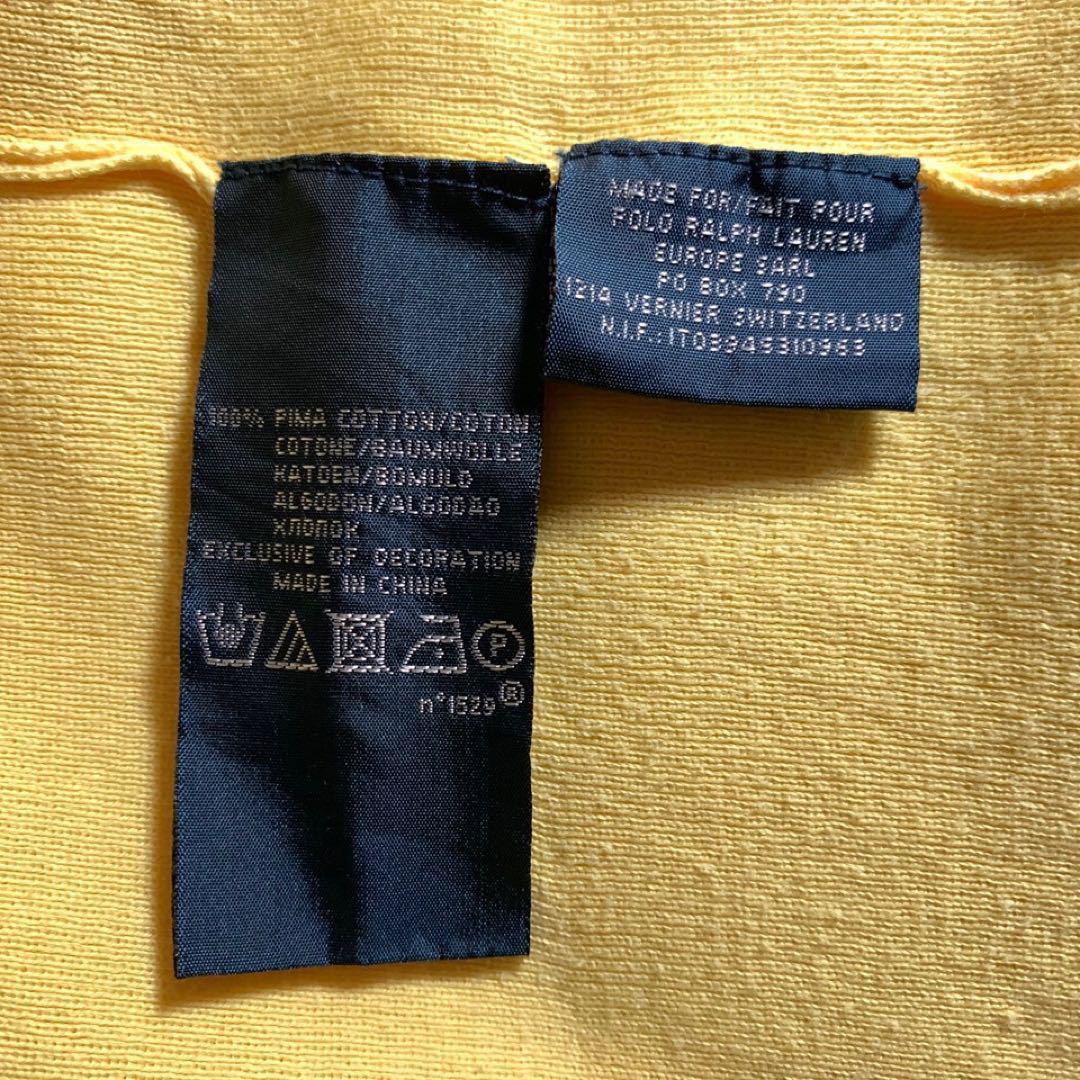 100% PIMA COTTON/COTON
COTONE/BAUMWOLLE
KATOEN/BOMULD
ALGODON/ALGODAO
ХЛОПОК
EXCLUSIVE OF DECORATION
MADE IN CHINA
P
n°1529®
MADE FOR/FAIT POUR
POLO RALPH LAUREN
EUROPE SARL
PO BOX 790
1214 VERNIER SWITZERLAND
N.I.F.:IT03949310963